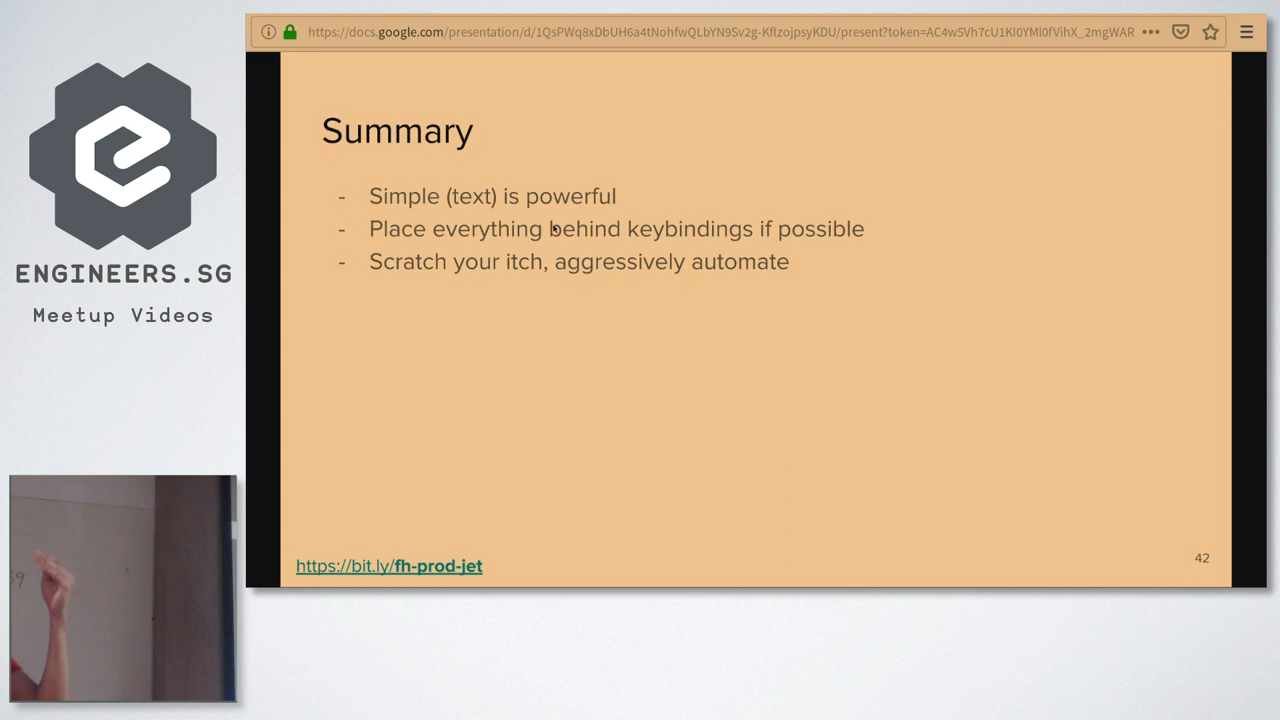 https://docs.google.com/presentation/d/1QsPWq8xDbUH6a4tNohfwQLbYN9Sv2g-KflzojpsyKDU/present?token=AC4w5Vh7cU1KI0YMl0fVihX_2mgWAR
Summary
- Simple (text) is powerful
- Place everything behind keybindings if possible
- Scratch your itch, aggressively automate
ENGINEERS.SG
Meetup Videos
https://bit.ly/fh-prod-jet
42